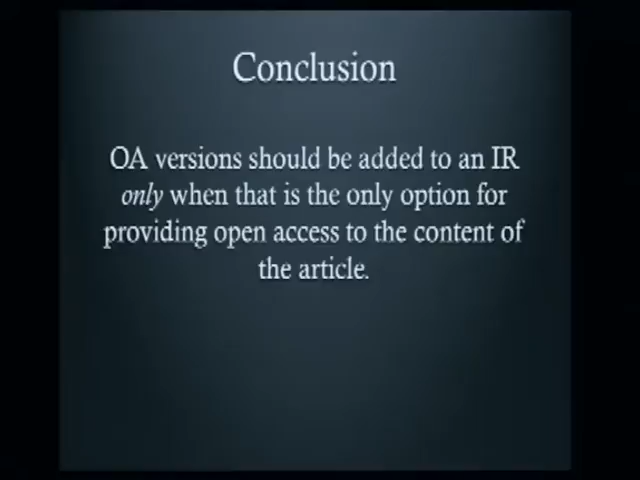 Conclusion
OA versions should be added to an IR
only when that is the only option for
providing open access to the content of
the article.